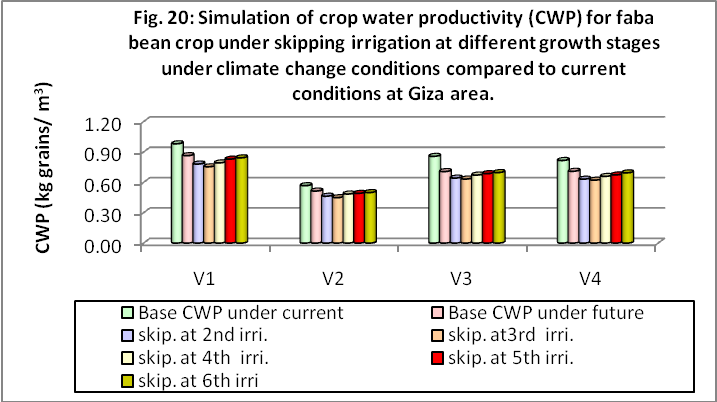 Fig. 20: Simulation of crop water productivity (CWP) for faba
bean crop under skipping irrigation at different growth stages
under climate change conditions compared to current
conditions at Giza area.
CWP (kg grains/ m³)
1.20
0.90
0.60
0.30
0.00
V1 V2 V3 V4
Base CWP under current Base CWP under future
skip. at 2nd irri. skip. at3rd irri.
skip. at 4th irri. skip. at 5th irri.
skip. at 6th irri